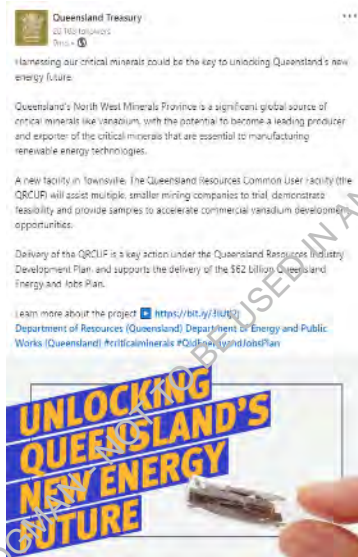 Queensland Treasury
followers
Harnessing our critical minerals could be the key to unlocking Queensland's new
energy future.
Queensland's North West Minerals Province is a significant global source of
critical minerals like vanadium, with the potential to become a leading producer
and exporter of the critical minerals that are essential to manufacturing
renewable energy technologies.
A new facility in Townsville, The Queensland Resources Common User Facility (the
QRCUF) will assist multiple, smaller mining companies to trial, demonstrate
feasibility and provide samples to accelerate commercial vanadium development
opportunities.
Delivery of the QRCUF is a key action under the Queensland Resources Industry
Development Plan, and supports the delivery of the $62 billion Queensland
Energy and Jobs Plan.
Learn more about the project
Department of Resources (Queensland) Department of Energy and Public
Works (Queensland) #criticalminerals #QldEnergyandJobsPlan
UNLOCKING
QUEENSLAND'S
NEW ENERGY
FUTURE
BE USED IN